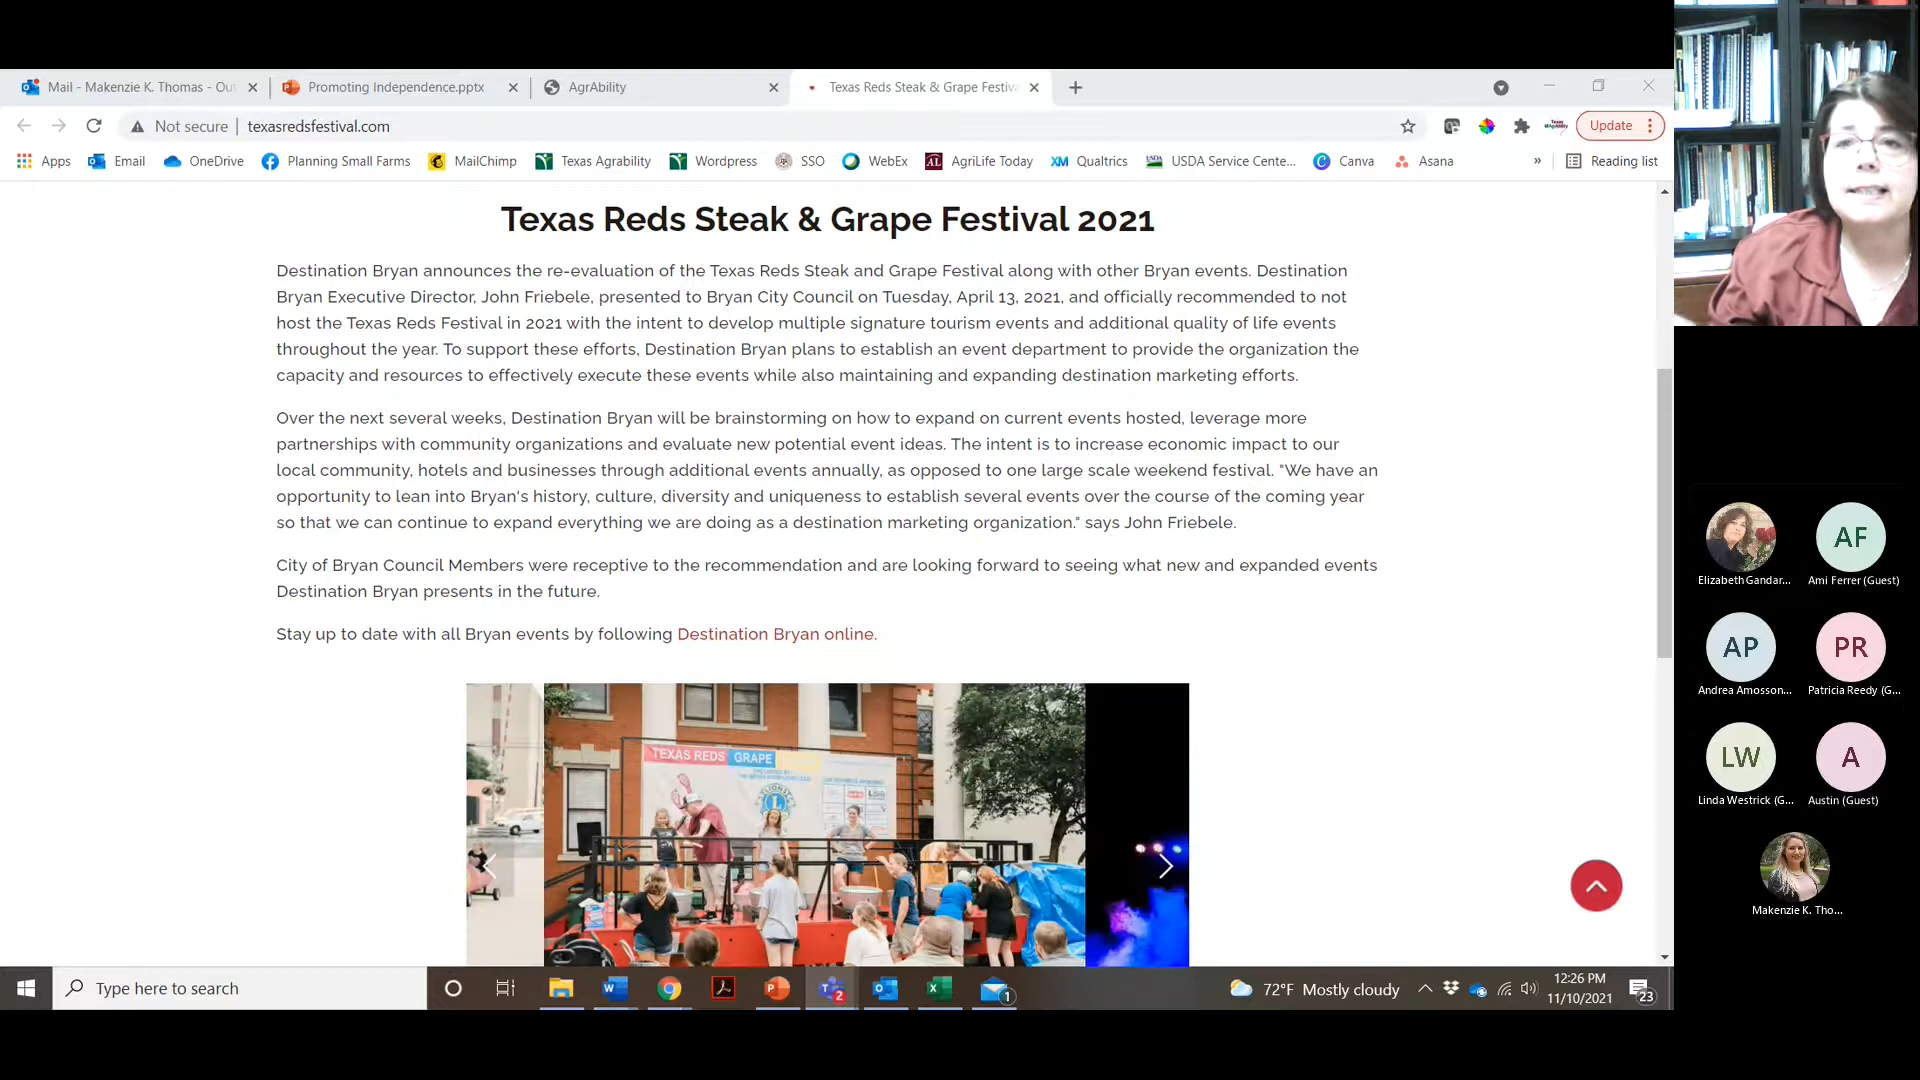 Mail - Makenzie K. Thomas - Ou
Promoting Independence.pptx
AgrAbility
Texas Reds Steak & Grape Festiv
Not secure
texasredsfestival.com
Update
Apps
Email
OneDrive
Planning Small Farms
MailChimp
Texas Agrability
Wordpress
SSO
WebEx
AgriLife Today
Qualtrics
USDA Service Cente...
Canva
Asana
»
Reading list
Texas Reds Steak & Grape Festival 2021
Destination Bryan announces the re-evaluation of the Texas Reds Steak and Grape Festival along with other Bryan events. Destination
Bryan Executive Director, John Friebele, presented to Bryan City Council on Tuesday, April 13, 2021, and officially recommended to not
host the Texas Reds Festival in 2021 with the intent to develop multiple signature tourism events and additional quality of life events
throughout the year. To support these efforts, Destination Bryan plans to establish an event department to provide the organization the
capacity and resources to effectively execute these events while also maintaining and expanding destination marketing efforts.
Over the next several weeks, Destination Bryan will be brainstorming on how to expand on current events hosted, leverage more
partnerships with community organizations and evaluate new potential event ideas. The intent is to increase economic impact to our
local community, hotels and businesses through additional events annually, as opposed to one large scale weekend festival. "We have an
opportunity to lean into Bryan's history, culture, diversity and uniqueness to establish several events over the course of the coming year
so that we can continue to expand everything we are doing as a destination marketing organization." says John Friebele.
City of Bryan Council Members were receptive to the recommendation and are looking forward to seeing what new and expanded events
Destination Bryan presents in the future.
Stay up to date with all Bryan events by following Destination Bryan online.
TEXAS REDS GRAPE
LIONS
L
Type here to search
2
1
72°F Mostly cloudy
12:26 PM
11/10/2021
23
Elizabeth Gandar...
AF
Ami Ferrer (Guest)
AP
Andrea Amosson...
PR
Patricia Reedy (G...
LW
Linda Westrick (G...
A
Austin (Guest)
Makenzie K. Tho...